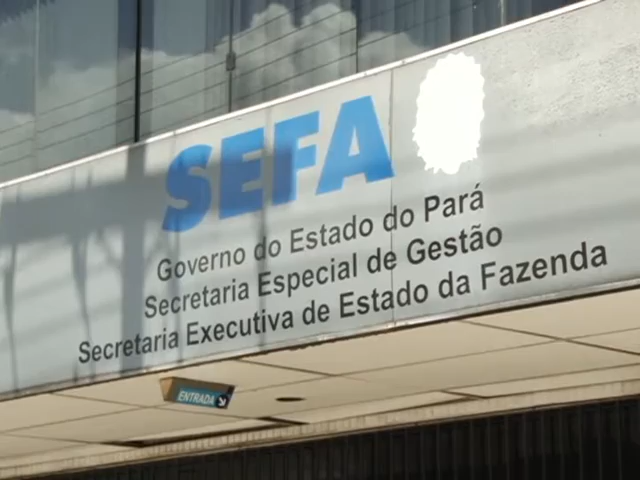 SEFA
Governo do Estado do Pará
Secretaria Especial de Gestão
Secretaria Executiva de Estado da Fazenda
ENTRADA